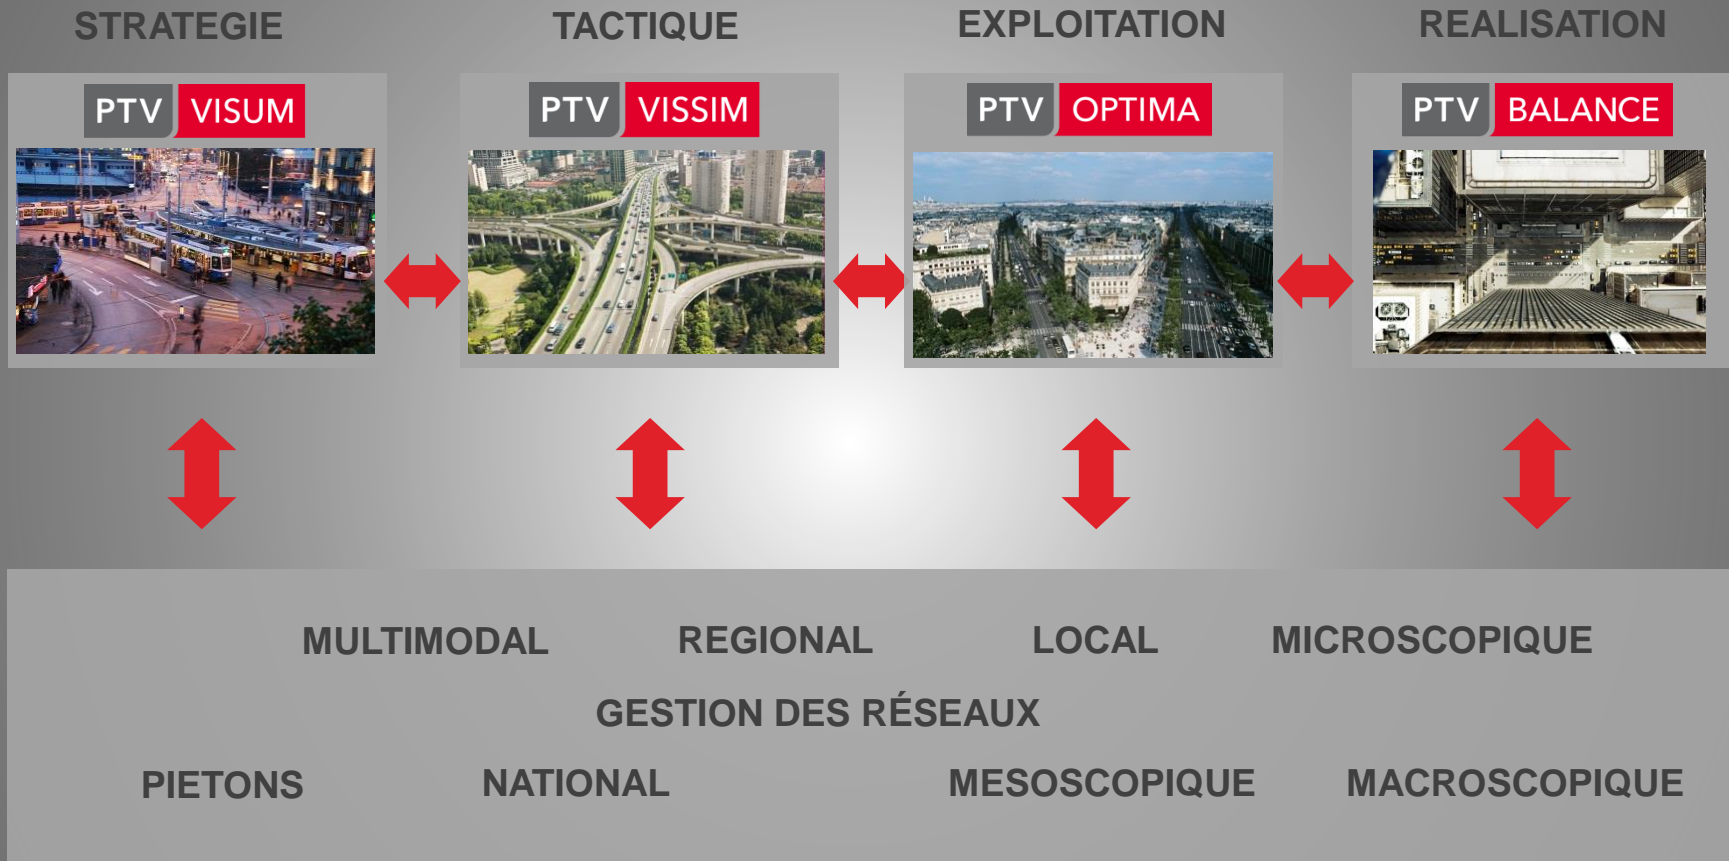 STRATEGIE TACTIQUE EXPLOITATION REALISATION
PTV VISUM PTV VISSIM PTV OPTIMA PTV BALANCE
MULTIMODAL REGIONAL LOCAL MICROSCOPIQUE
GESTION DES RÉSEAUX
PIETONS NATIONAL MESOSCOPIQUE MACROSCOPIQUE